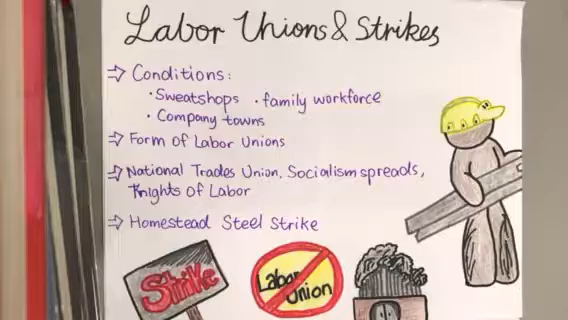 Labor Unions & Strikes
⇒ Conditions:
· Sweatshops · family workforce
· Company towns
⇒ Form of Labor Unions
⇒ National Trades Union, Socialism spreads,
Knights of Labor
⇒ Homestead Steel Strike
Strike
Labor
Union